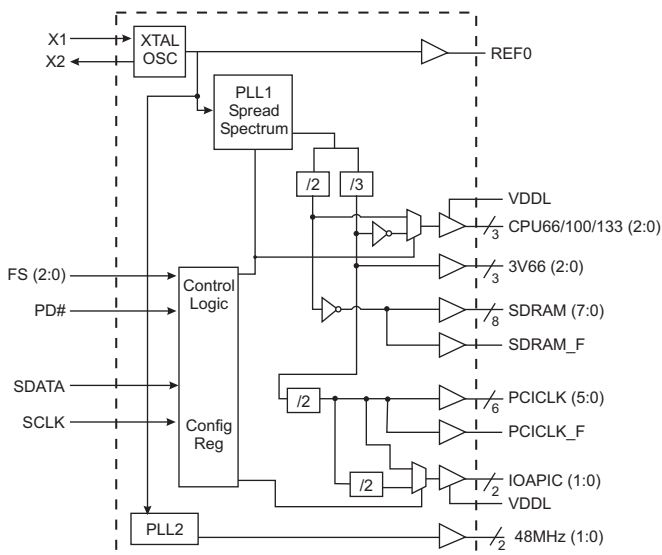 X1
X2
XTAL
OSC
REF0
PLL1
Spread
Spectrum
/2
/3
VDDL
CPU66/100/133 (2:0)
3
3V66 (2:0)
3
FS (2:0)
PD#
SDATA
SCLK
Control
Logic
Config
Reg
SDRAM (7:0)
8
SDRAM_F
/2
PCICLK (5:0)
6
PCICLK_F
/2
IOAPIC (1:0)
2
VDDL
PLL2
48MHz (1:0)
2